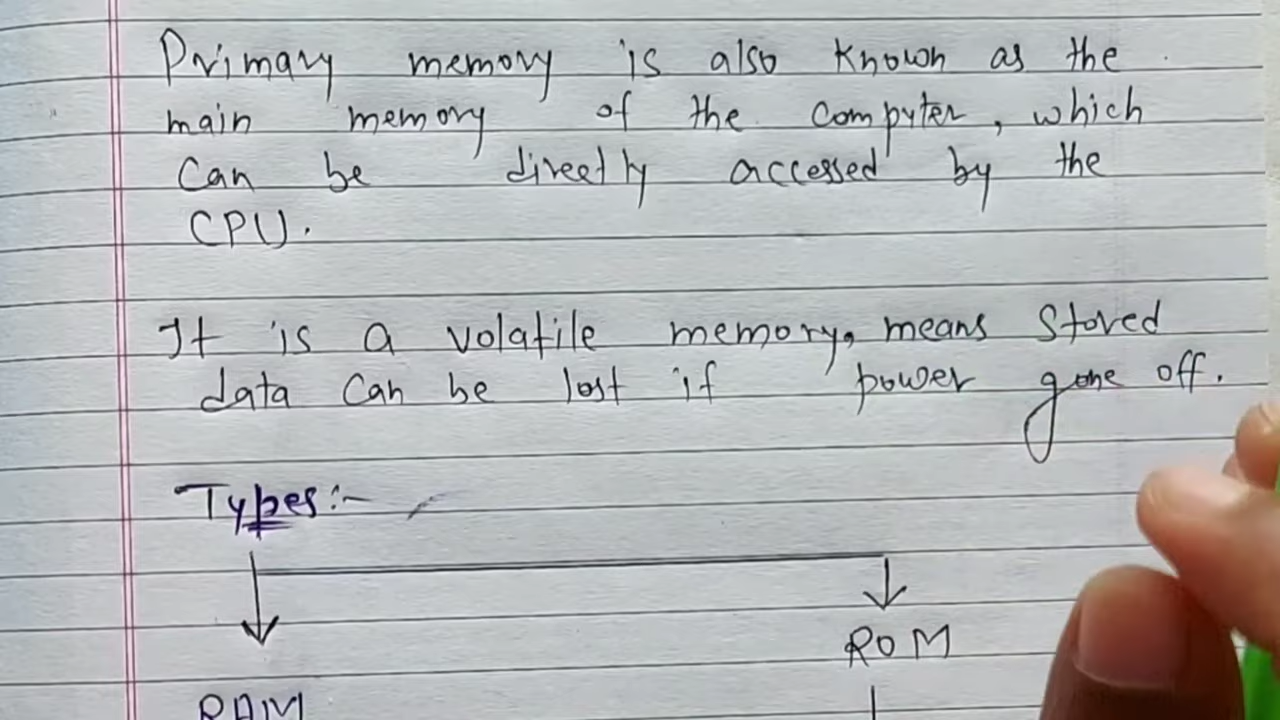 Primary memory is also known as the
main memory of the computer, which
can be directly accessed by the
CPU.
It is a volatile memory, means stored
data can be lost if power gone off.
Types:-
ROM
RAM